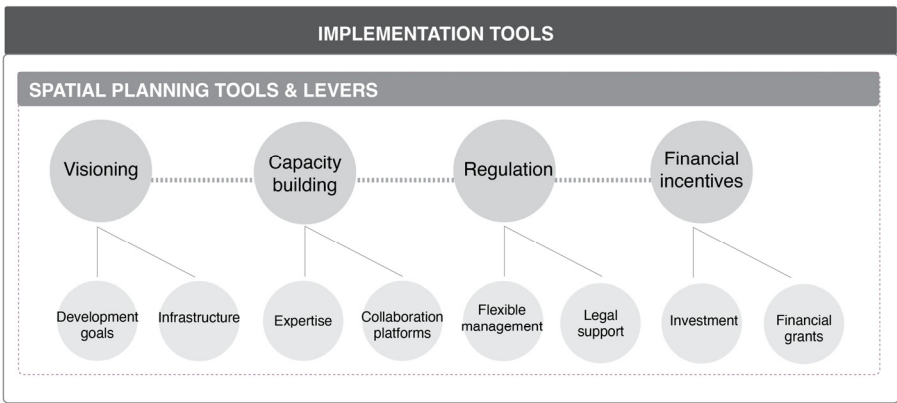 IMPLEMENTATION TOOLS
SPATIAL PLANNING TOOLS & LEVERS
Visioning
Capacity
building
Regulation
Financial
incentives
Development
goals
Infrastructure
Expertise
Collaboration
platforms
Flexible
management
Legal
support
Investment
Financial
grants